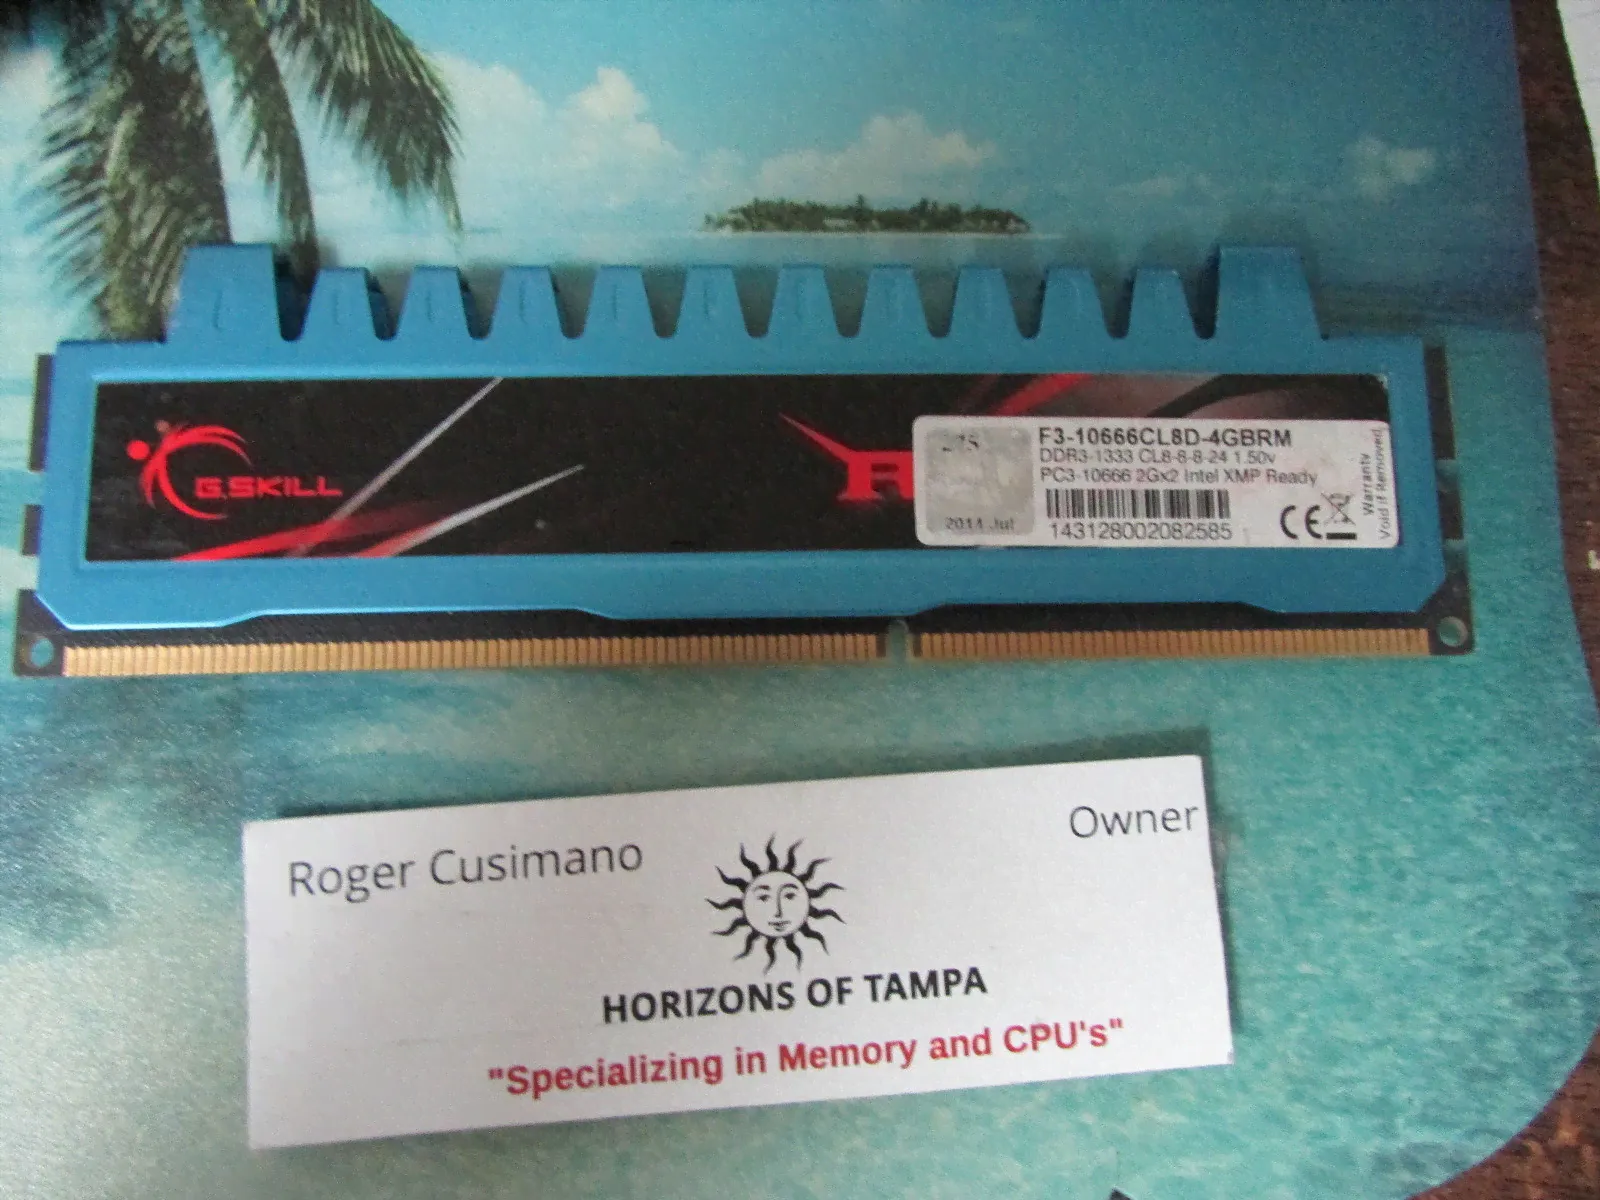 G.SKILL
F3-10666CL8D-4GBRM
DDR3-1333 CL8-8-8-24 1.50v
PC3-10666 2Gx2 Intel XMP Ready
2014 Jul
143128002082585
CE
Warranty
Void if Removed
Roger Cusimano
Owner
HORIZONS OF TAMPA
"Specializing in Memory and CPU's"